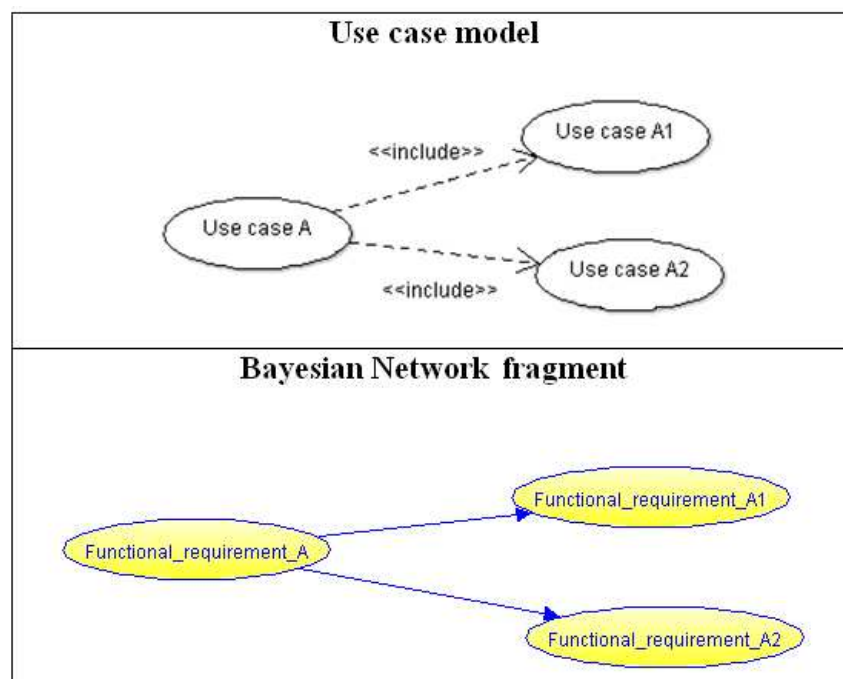 Use case model
Use case A1
<<include>>
Use case A
Use case A2
<<include>>
Bayesian Network fragment
Functional_requirement_A1
Functional_requirement_A
Functional_requirement_A2